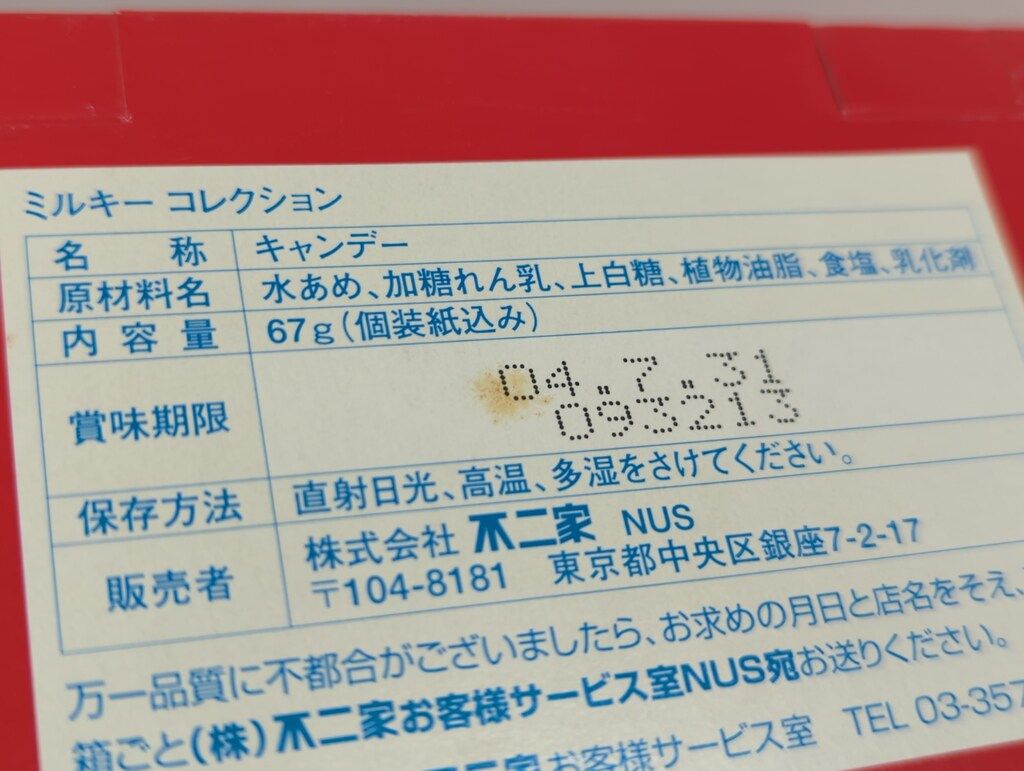 ミルキー コレクション
名称 キャンデー
原材料名 水あめ、加糖れん乳、上白糖、植物油脂、食塩、乳化剤
内容量 67g(個装紙込み)
賞味期限 04.7.31
093213
保存方法 直射日光、高温、多湿をさけてください。
販売者 株式会社 不二家 NUS
〒104-8181 東京都中央区銀座7-2-17
万一品質に不都合がございましたら、お求めの月日と店名をそえ、
箱ごと(株)不二家お客様サービス室NUS宛お送りください。
不二家お客様サービス室 TEL 03-357